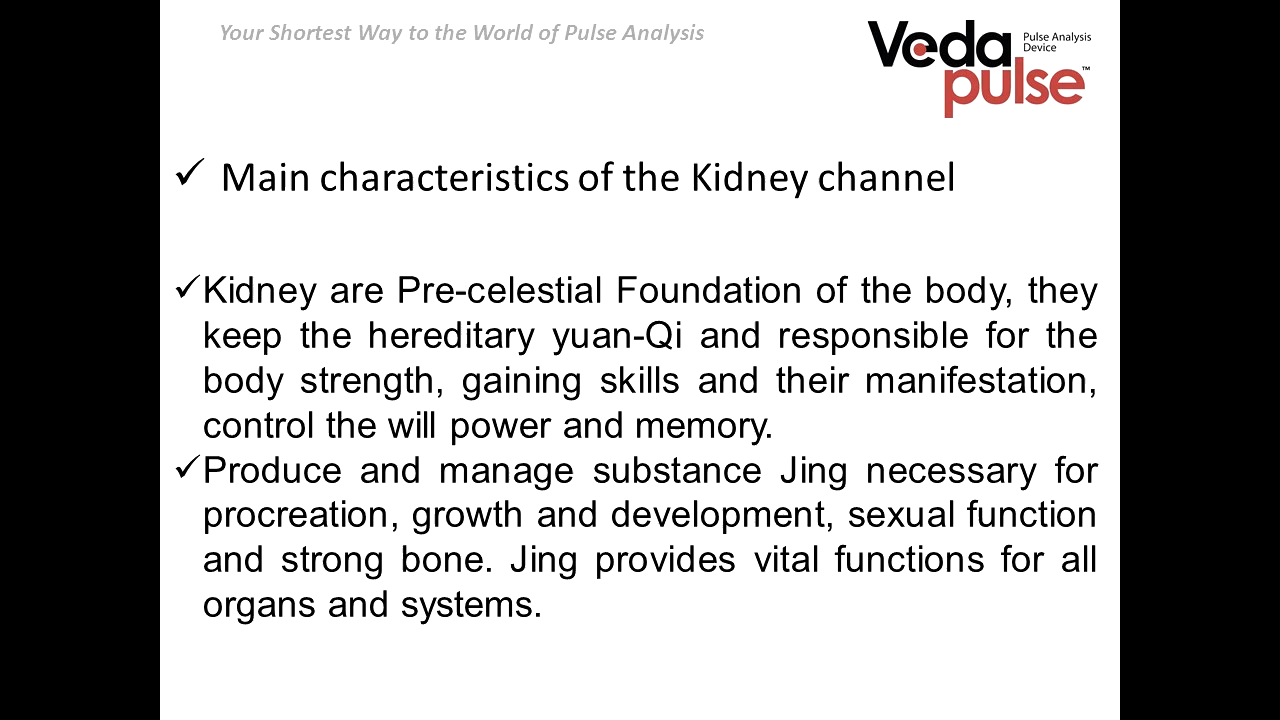 Your Shortest Way to the World of Pulse Analysis
Veda Pulse Analysis
Device
pulse™
✓ Main characteristics of the Kidney channel
✓ Kidney are Pre-celestial Foundation of the body, they
keep the hereditary yuan-Qi and responsible for the
body strength, gaining skills and their manifestation,
control the will power and memory.
✓ Produce and manage substance Jing necessary for
procreation, growth and development, sexual function
and strong bone. Jing provides vital functions for all
organs and systems.